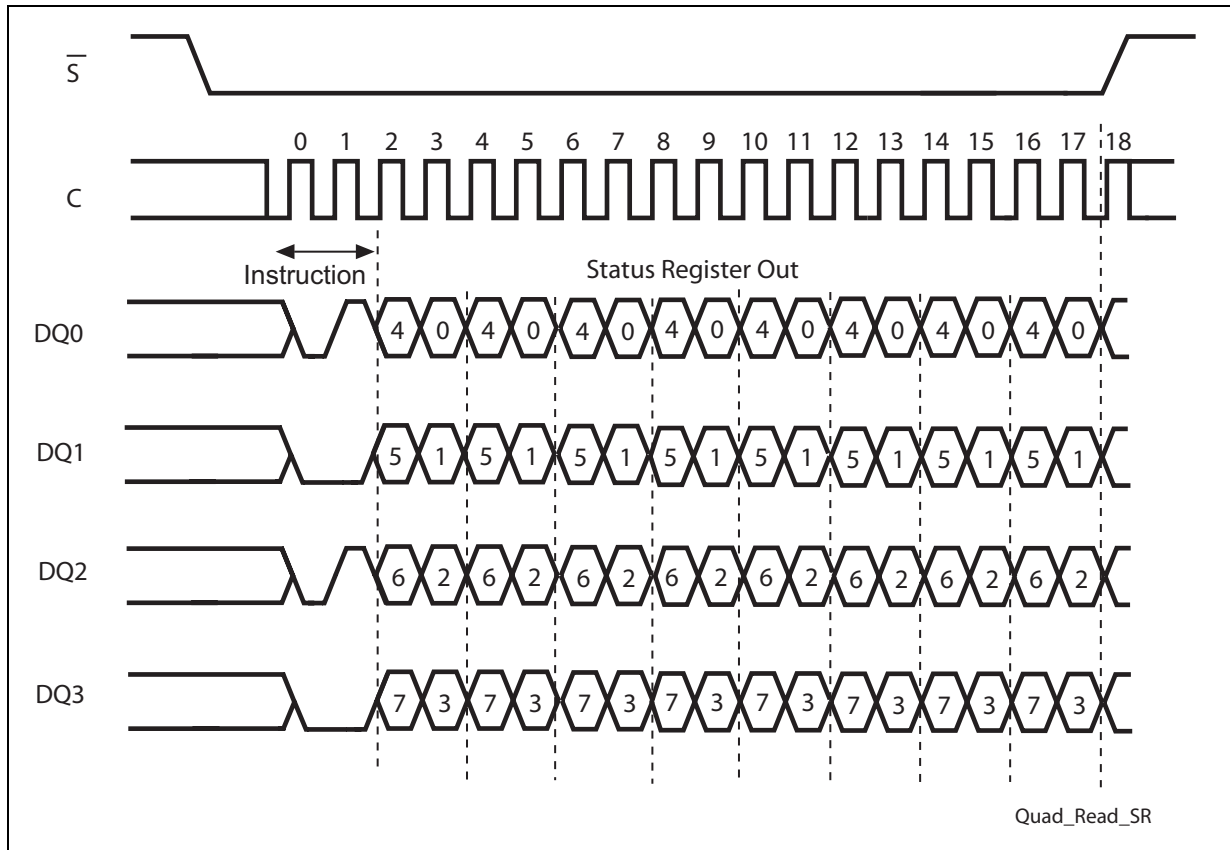 S
0 1 2 3 4 5 6 7 8 9 10 11 12 13 14 15 16 17 18
C
Instruction
Status Register Out
DQ0 4 0 4 0 4 0 4 0 4 0 4 0 4 0 4 0
DQ1 5 1 5 1 5 1 5 1 5 1 5 1 5 1 5 1
DQ2 6 2 6 2 6 2 6 2 6 2 6 2 6 2 6 2
DQ3 7 3 7 3 7 3 7 3 7 3 7 3 7 3 7 3
Quad_Read_SR